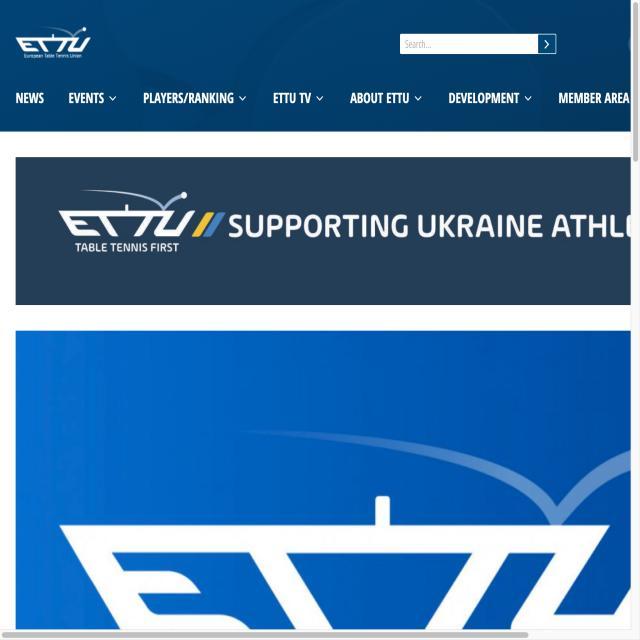 ETTU
European Table Tennis Union
Search...
NEWS
EVENTS
PLAYERS/RANKING
ETTU TV
ABOUT ETTU
DEVELOPMENT
MEMBER AREA
ETTU // SUPPORTING UKRAINE ATHL
TABLE TENNIS FIRST
ETTU